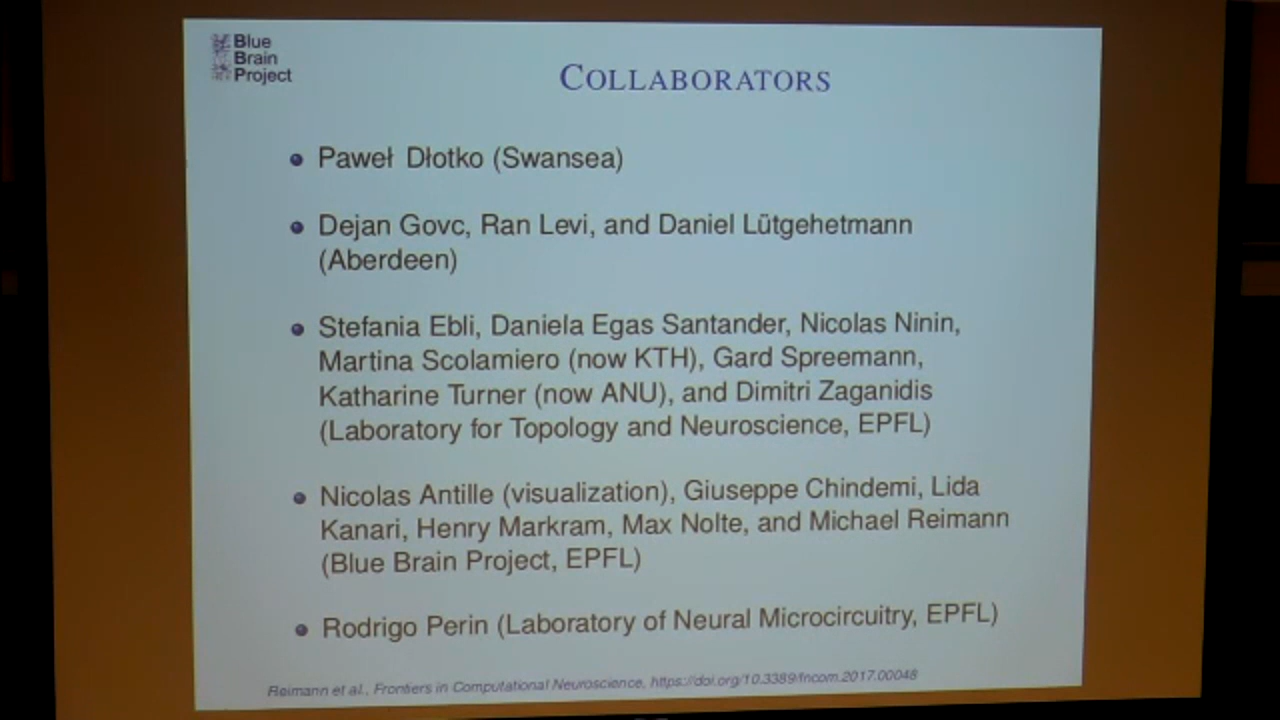 Blue
Brain
Project
COLLABORATORS
Paweł Dłotko (Swansea)
Dejan Govc, Ran Levi, and Daniel Lütgehetmann
(Aberdeen)
Stefania Ebli, Daniela Egas Santander, Nicolas Ninin,
Martina Scolamiero (now KTH), Gard Spreemann,
Katharine Turner (now ANU), and Dimitri Zaganidis
(Laboratory for Topology and Neuroscience, EPFL)
Nicolas Antille (visualization), Giuseppe Chindemi, Lida
Kanari, Henry Markram, Max Nolte, and Michael Reimann
(Blue Brain Project, EPFL)
Rodrigo Perin (Laboratory of Neural Microcircuitry, EPFL)
Reimann et al., Frontiers in Computational Neuroscience, https://doi.org/10.3389/fncom.2017.00048